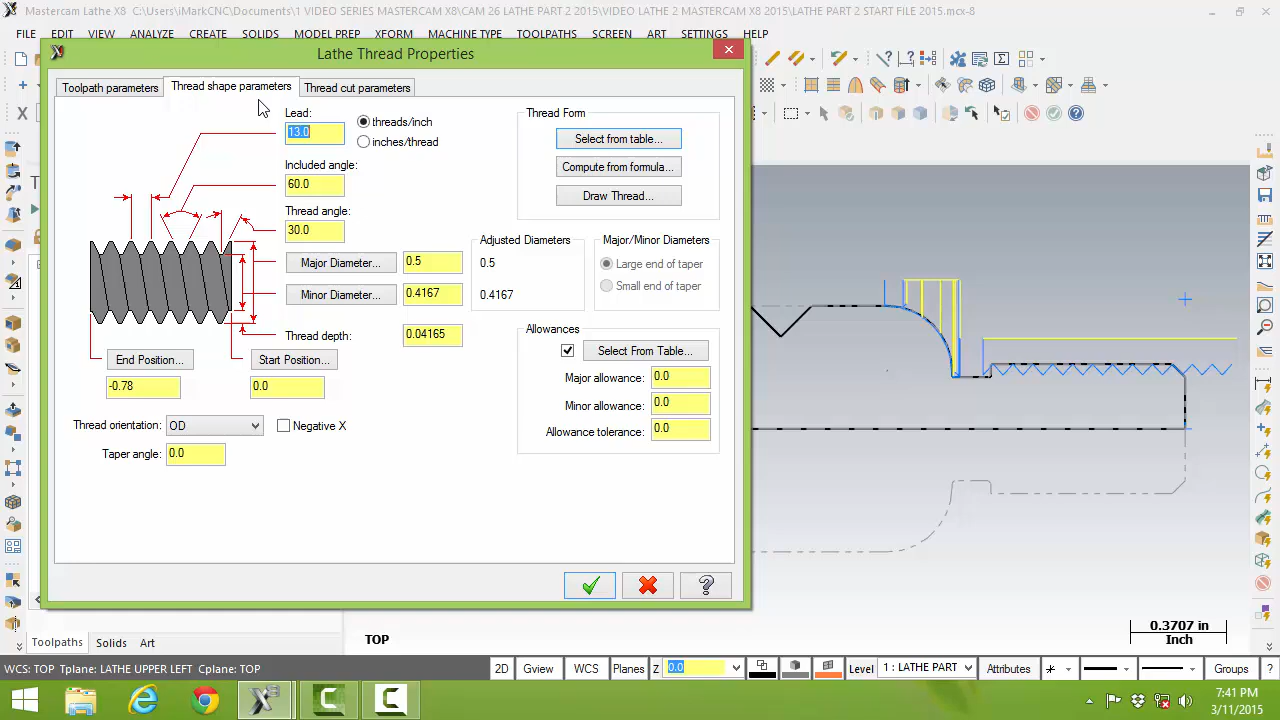 Mastercam Lathe X8 C:\Users\iMarkCNC\Documents\1 VIDEO SERIES MASTERCAM X8\CAM 26 LATHE PART 2 2015\VIDEO LATHE 2 MASTERCAM X8 2015\LATHE PART 2 START FILE 2015.mcx-8
FILE EDIT VIEW ANALYZE CREATE SOLIDS MODEL PREP XFORM MACHINE TYPE TOOLPATHS SCREEN ART SETTINGS HELP
Lathe Thread Properties
Toolpath parameters Thread shape parameters Thread cut parameters
Lead:
13.0 threads/inch
inches/thread
Included angle:
60.0
Thread angle:
30.0
Major Diameter... 0.5
Minor Diameter... 0.4167
Thread depth: 0.04165
End Position... Start Position...
-0.78 0.0
Thread orientation: OD Negative X
Taper angle: 0.0
Thread Form
Select from table...
Compute from formula...
Draw Thread...
Adjusted Diameters
0.5
0.4167
Major/Minor Diameters
Large end of taper
Small end of taper
Allowances
Select From Table...
Major allowance: 0.0
Minor allowance: 0.0
Allowance tolerance: 0.0
Toolpaths Solids Art
TOP
0.3707 in
Inch
WCS: TOP Tplane: LATHE UPPER LEFT Cplane: TOP 2D Gview WCS Planes Z 0.0 Level 1 : LATHE PART Attributes Groups ?
7:41 PM
3/11/2015